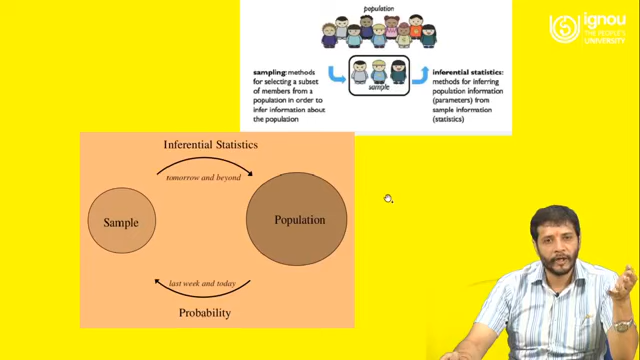 population
sampling: methods
for selecting a subset
of members from a
population in order to
infer information about
the population
sample
inferential statistics:
methods for inferring
population information
(parameters) from
sample information
(statistics)
ignou
THE PEOPLE'S
UNIVERSITY
Inferential Statistics
tomorrow and beyond
Sample
Population
last week and today
Probability